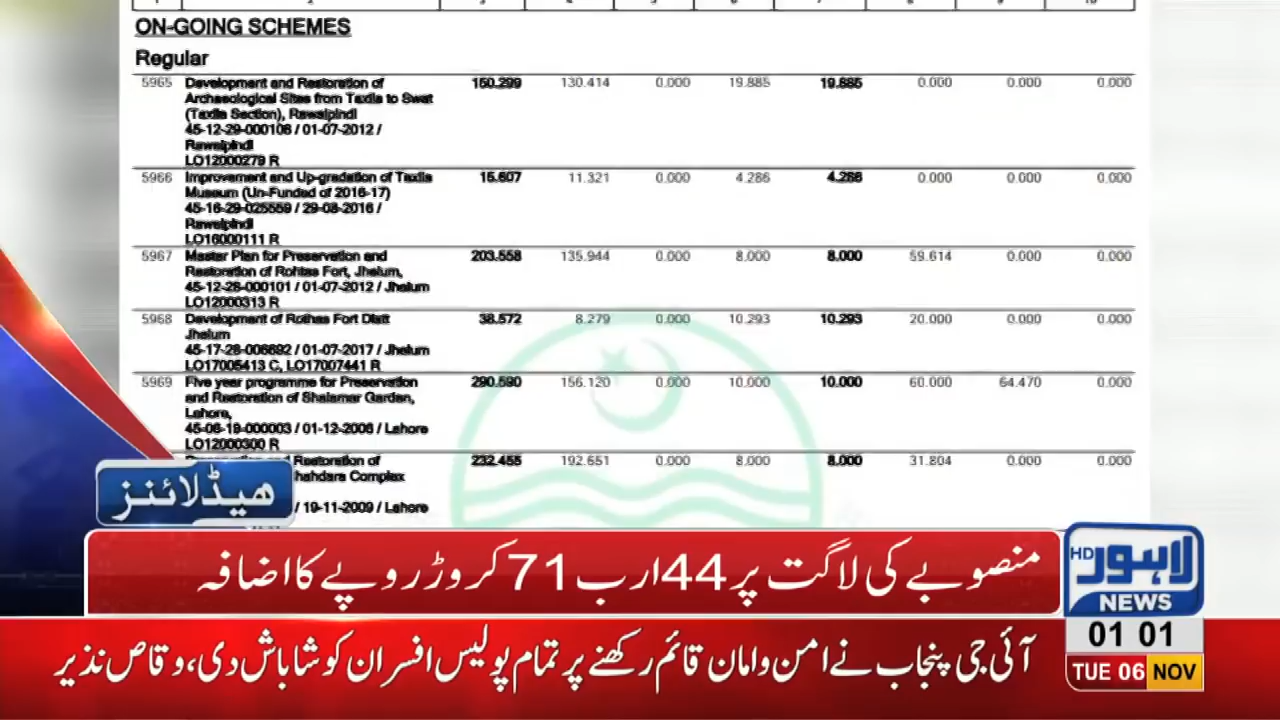 ON-GOING SCHEMES
Regular
5965 Development and Restoration of 150.299 130.414 0.000 19.885 19.885 0.000 0.000 0.000
Archaeological Sites from Taxila to Swat
(Taxila Section), Rawalpindi
45-12-29-000106 / 01-07-2012 /
Rawalpindi
LO12000279 R
5966 Improvement and Up-gradation of Taxila 15.607 11.321 0.000 4.286 4.286 0.000 0.000 0.000
Museum (Un-Funded of 2016-17)
45-16-29-025559 / 29-08-2016 /
Rawalpindi
LO16000111 R
5967 Master Plan for Preservation and 203.558 135.944 0.000 8.000 8.000 59.614 0.000 0.000
Restoration of Rohtas Fort, Jhelum,
45-12-28-000101 / 01-07-2012 / Jhelum
LO12000313 R
5968 Development of Rothas Fort Distt 38.572 8.279 0.000 10.293 10.293 20.000 0.000 0.000
Jhelum
45-17-28-006692 / 01-07-2017 / Jhelum
LO17005413 C, LO17007441 R
5969 Five year programme for Preservation 290.590 156.120 0.000 10.000 10.000 60.000 64.470 0.000
and Restoration of Shalamar Garden,
Lahore,
45-06-19-000003 / 01-12-2006 / Lahore
LO12000300 R
Restoration of 232.455 192.651 0.000 8.000 8.000 31.804 0.000 0.000
Complex
/ 19-11-2009 / Lahore
ھیڈلائنز
منصوبے کی لاگت پر 44 ارب 71 کروڑ روپے کا اضافہ
لاہور HD
NEWS
آئی جی پنجاب نے امن و امان قائم رکھنے پر تمام پولیس افسران کو شاباش دی، وقاص نذیر
01 01
TUE 06 NOV